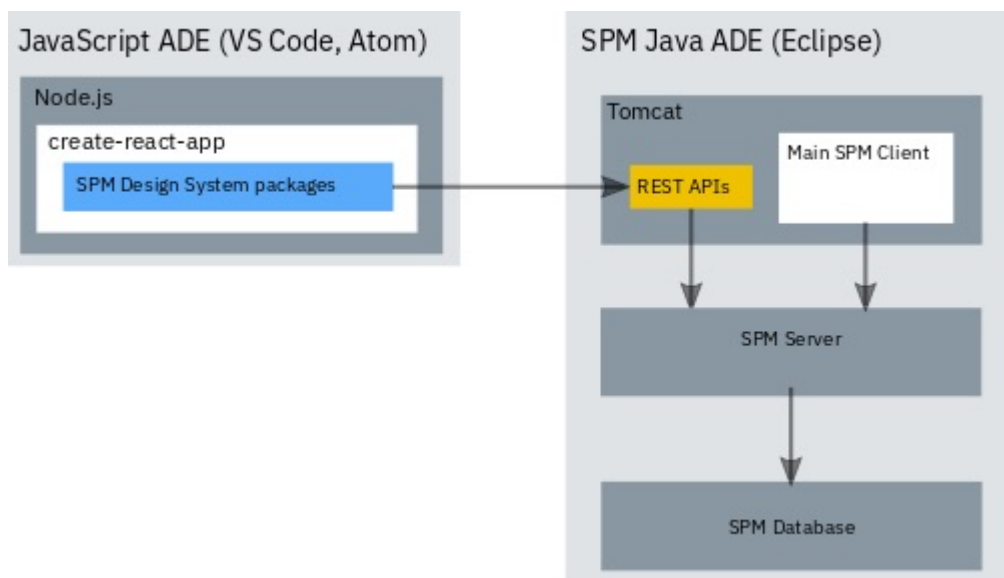 JavaScript ADE (VS Code, Atom)
Node.js
create-react-app
SPM Design System packages
SPM Java ADE (Eclipse)
Tomcat
Main SPM Client
REST APIs
SPM Server
SPM Database